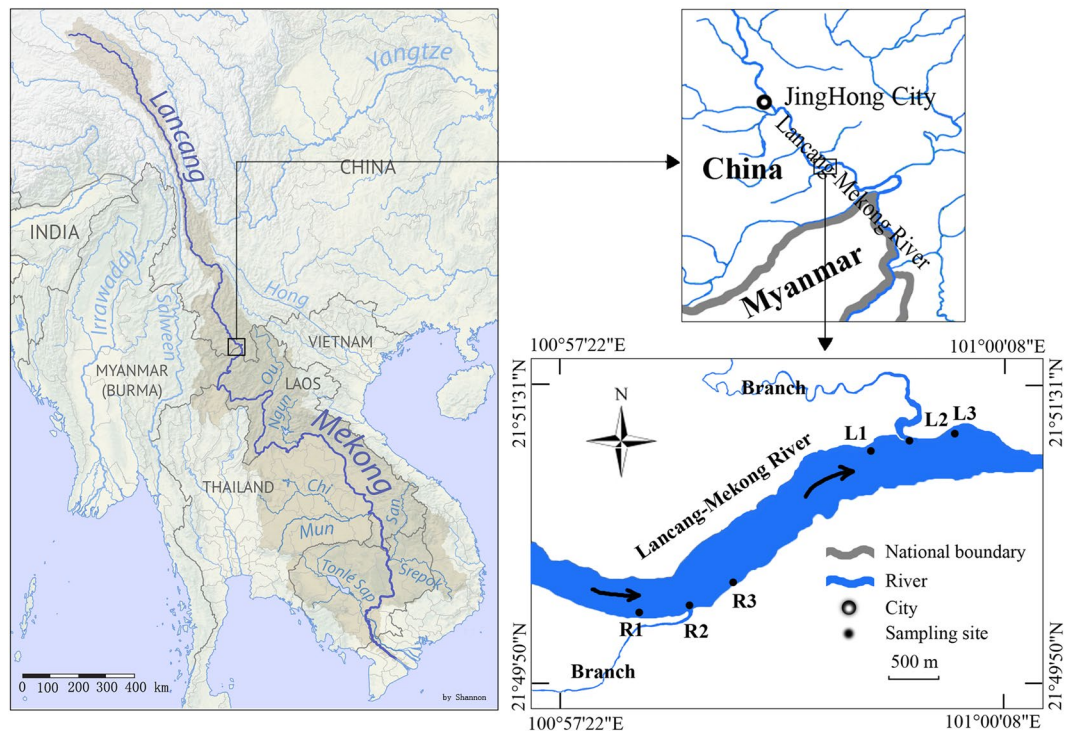 Lancang
Yangtze
CHINA
INDIA
Irrawaddy
Salween
Hong
MYANMAR
(BURMA)
VIETNAM
Ou
LAOS
Ngun
Mekong
THAILAND
Chi
Mun
San
Tonlé Sap
Srepok
0 100 200 300 400 km
by Shannon
JingHong City
Lancang-Mekong River
China
Myanmar
100°57'22"E
101°00'08"E
21°51'31"N
21°51'31"N
Branch
N
L1
L2
L3
Lancang-Mekong River
R1
R2
R3
Branch
National boundary
River
City
Sampling site
500 m
21°49'50"N
21°49'50"N
100°57'22"E
101°00'08"E